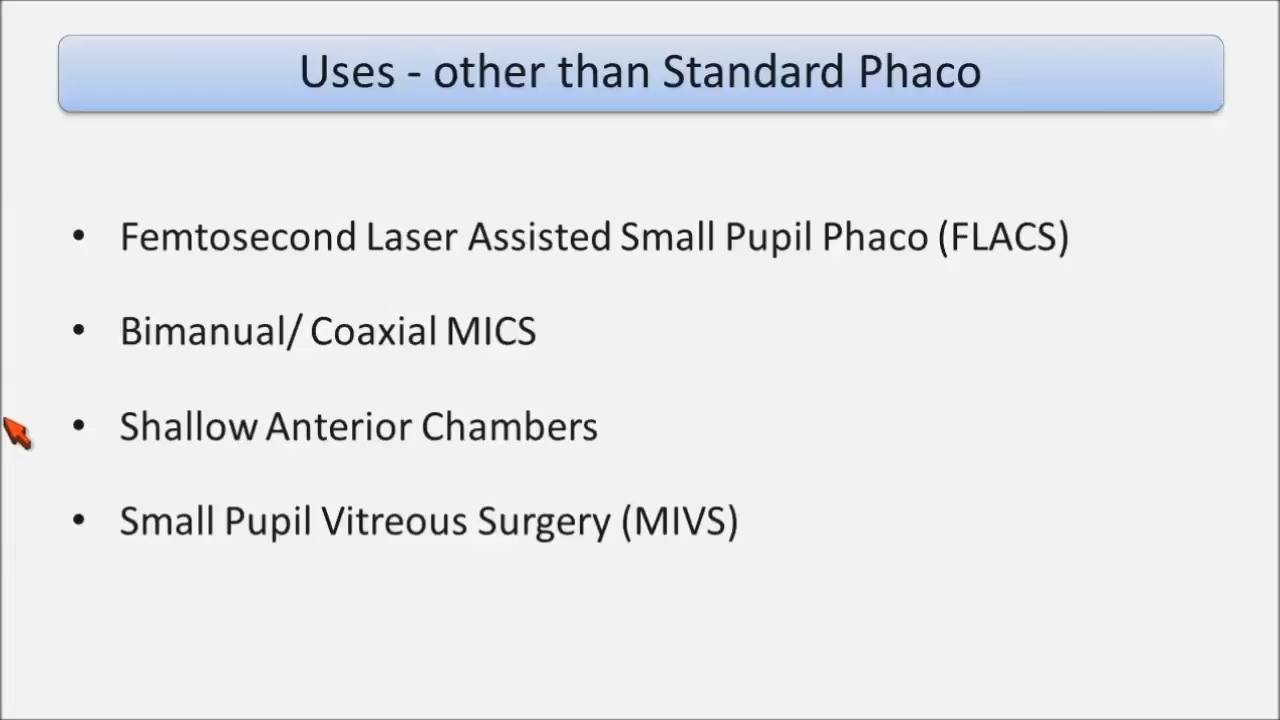 Uses - other than Standard Phaco
• Femtosecond Laser Assisted Small Pupil Phaco (FLACS)
• Bimanual/ Coaxial MICS
• Shallow Anterior Chambers
• Small Pupil Vitreous Surgery (MIVS)